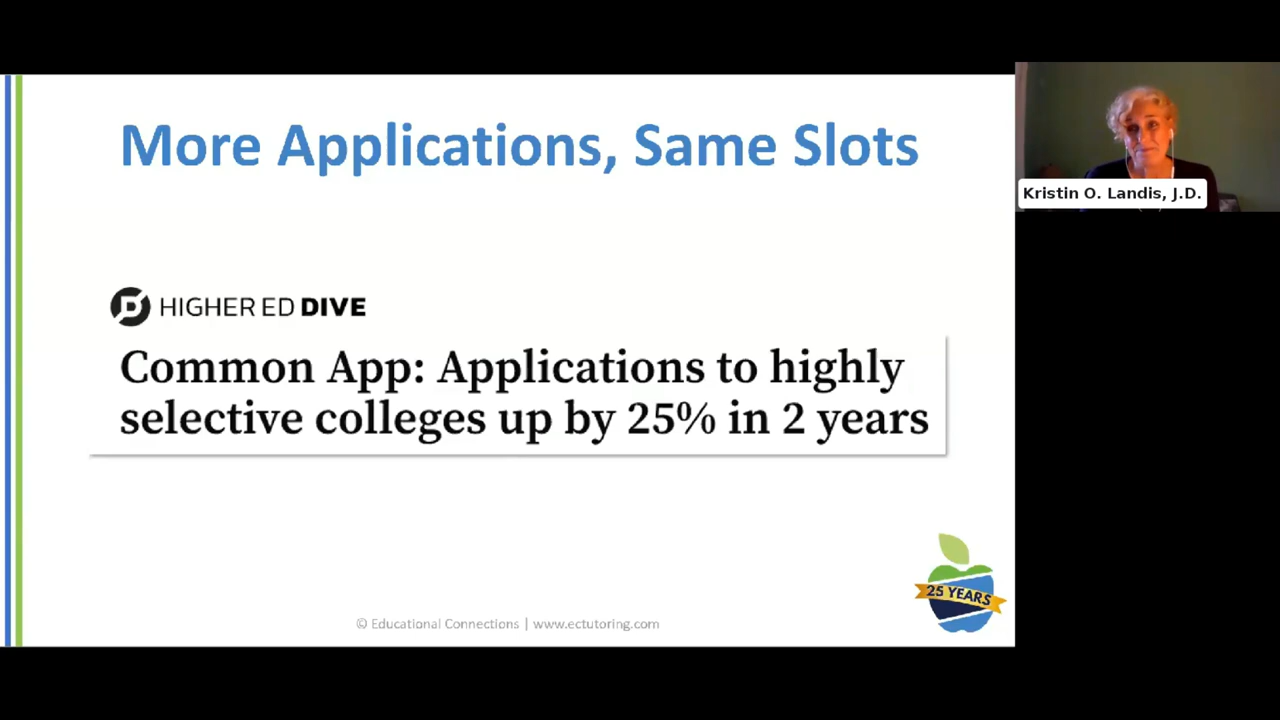 More Applications, Same Slots
Kristin O. Landis, J.D.
HIGHER ED DIVE
Common App: Applications to highly
selective colleges up by 25% in 2 years
25 YEARS
© Educational Connections | www.ectutoring.com